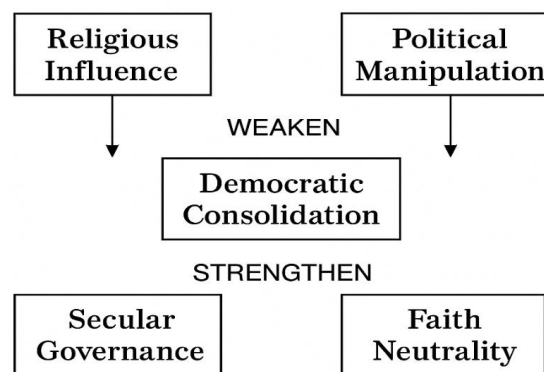 Religious
Influence
Political
Manipulation
WEAKEN
Democratic
Consolidation
STRENGTHEN
Secular
Governance
Faith
Neutrality